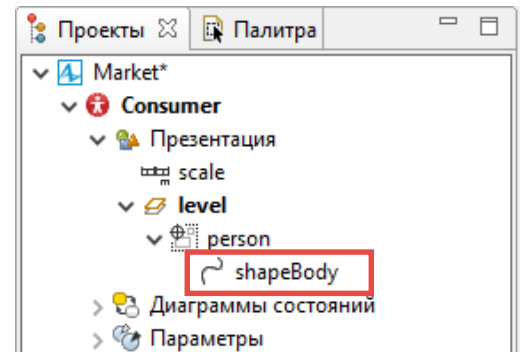 Проекты Палитра
Market*
Consumer
Презентация
scale
level
person
shapeBody
Диаграммы состояний
Параметры